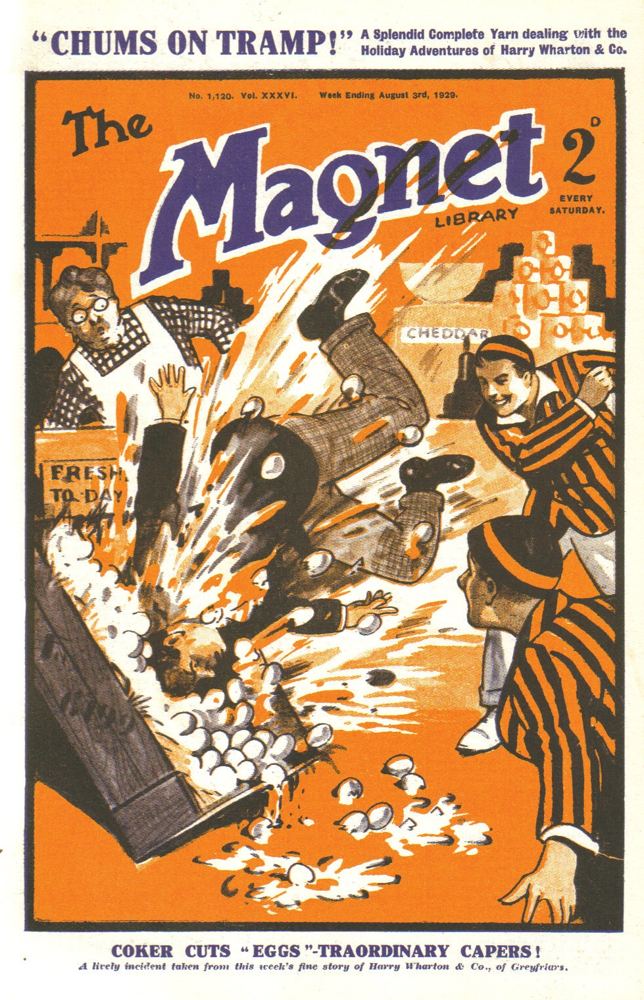 “CHUMS ON TRAMP!” A Splendid Complete Yarn dealing with the
Holiday Adventures of Harry Wharton & Co.
No. 1,120. Vol. XXXVI. Week Ending August 3rd, 1929.
The
Magnet
LIBRARY
2D
EVERY
SATURDAY.
CHEDDAR
FRESH
TO-DAY
COKER CUTS “EGGS”-TRAORDINARY CAPERS!
A lively incident taken from this week's fine story of Harry Wharton & Co., of Greyfriars.